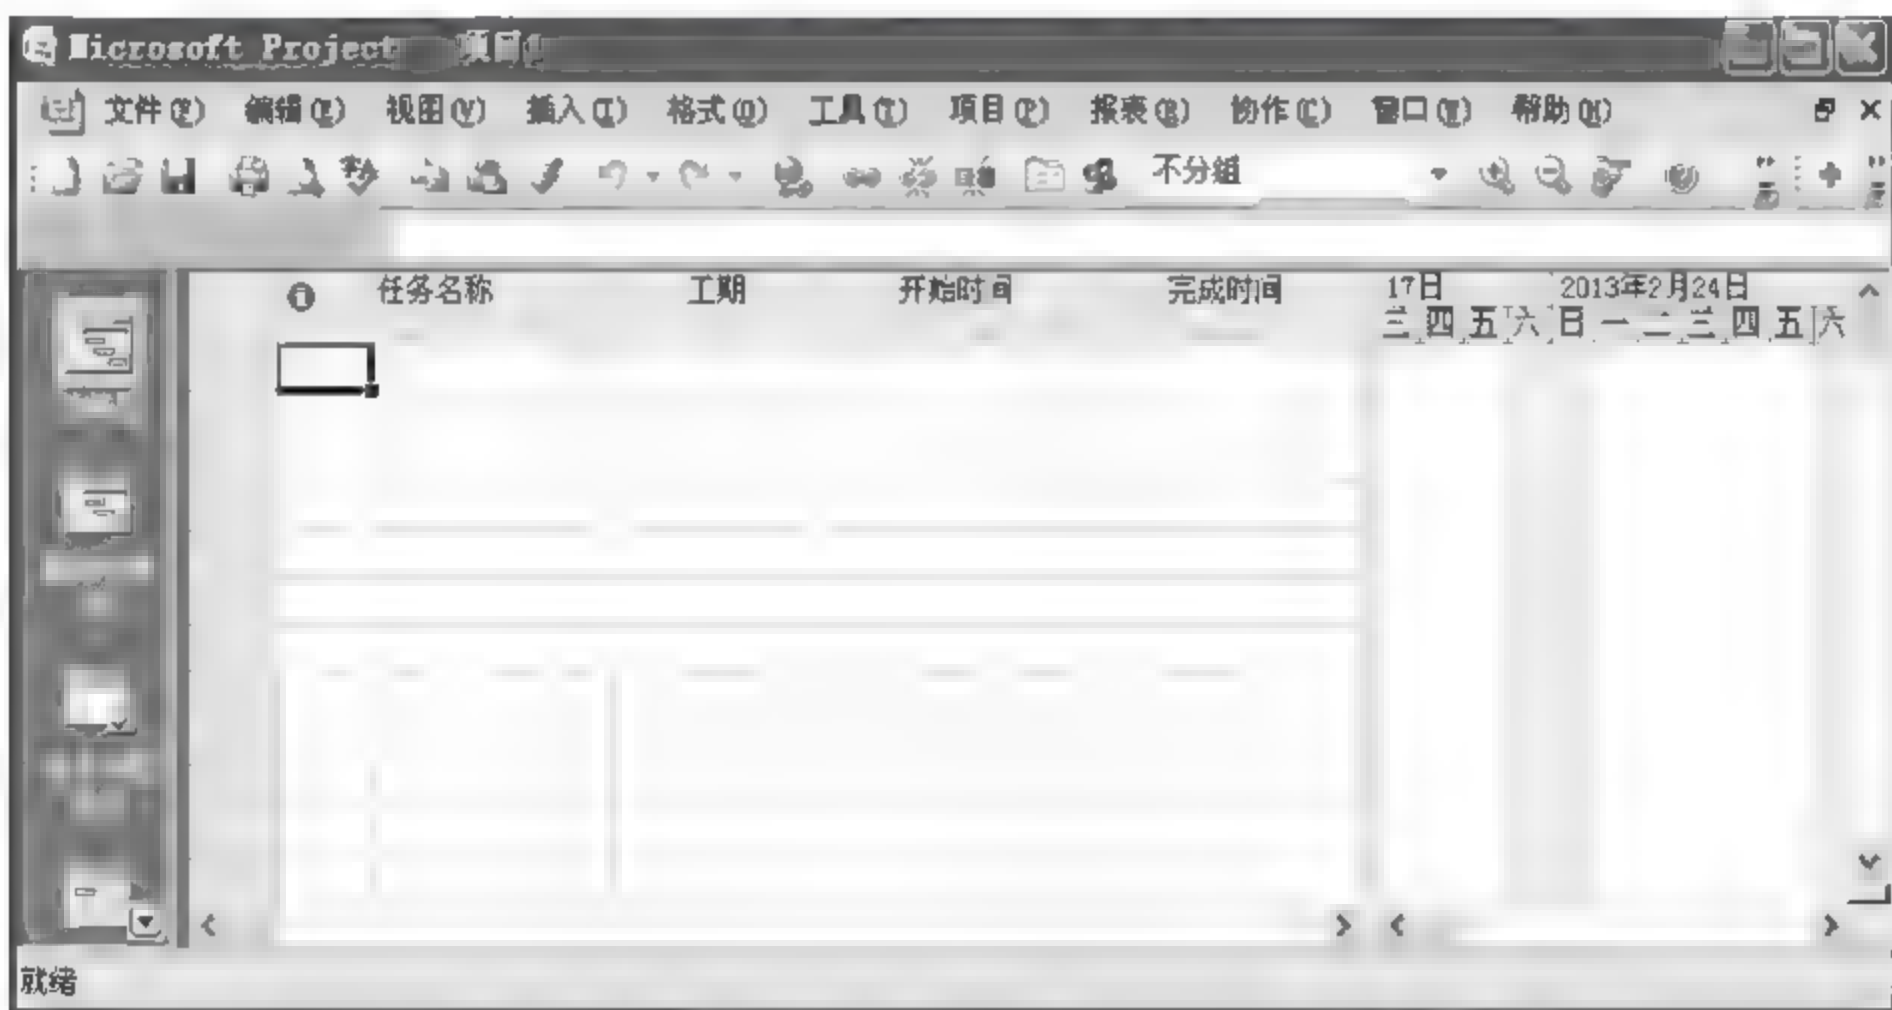 Microsoft Project 项目
文件(F) 编辑(E) 视图(V) 插入(I) 格式(O) 工具(T) 项目(P) 报表(R) 协作(C) 窗口(W) 帮助(H)
不分组
任务名称 工期 开始时间 完成时间 17日 2013年2月24日
三 四 五 六 日 一 二 三 四 五 六
就绪